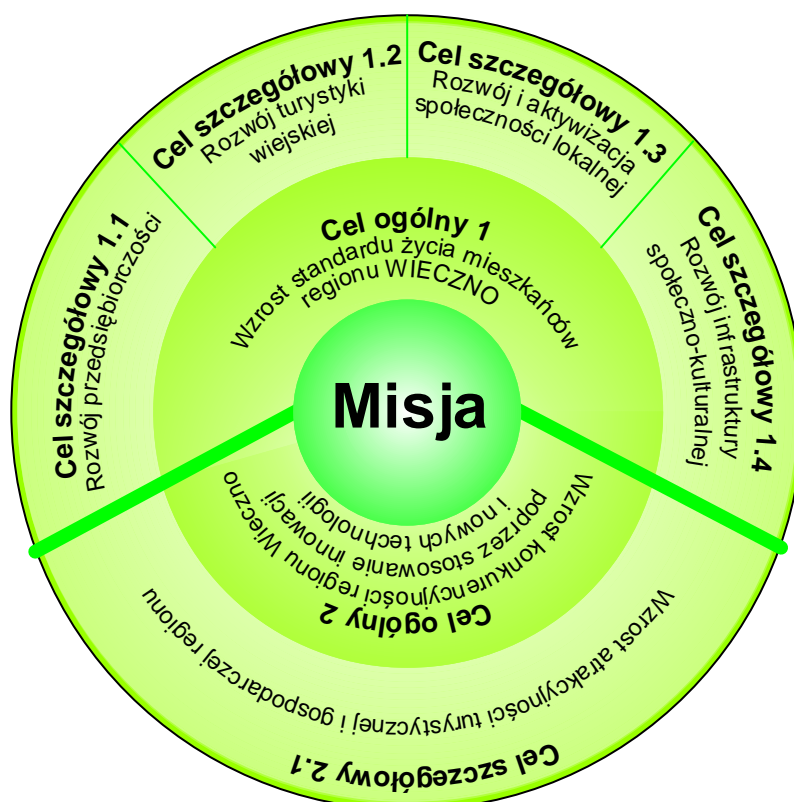 Cel szczegółowy 1.1
Rozwój przedsiębiorczości
Cel szczegółowy 1.2
Rozwój turystyki
wiejskiej
Cel szczegółowy 1.3
Rozwój i aktywizacja
społeczności lokalnej
Cel szczegółowy 1.4
Rozwój infrastruktury
społeczno-kulturalnej
Cel ogólny 1
Wzrost standardu życia mieszkańców
regionu WIECZNO
Misja
Cel ogólny 2
Wzrost konkurencyjności regionu Wieczno
poprzez stosowanie innowacji
i nowych technologii
Cel szczegółowy 2.1
Wzrost atrakcyjności turystycznej i gospodarczej regionu